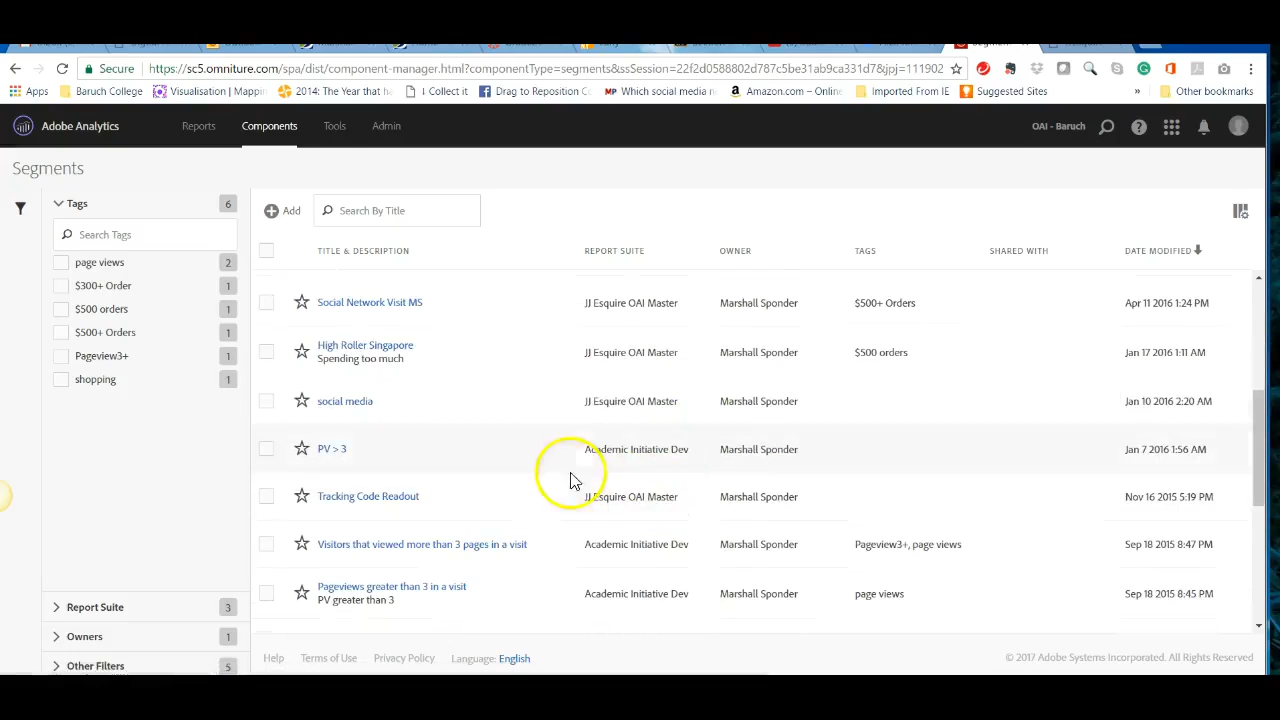 Secure https://sc5.omniture.com/spa/dist/component-manager.html?componentType=segments&ssSession=22f2d0588802d787c5be31ab9ca331d7&jpj=111902
Apps Baruch College Visualisation | Mappin 2014: The Year that ha I Collect it Drag to Reposition Co Which social media ne Amazon.com – Online » Imported From IE Suggested Sites Other bookmarks
Adobe Analytics Reports Components Tools Admin OAI - Baruch
Segments
Tags 6
Search Tags
page views 2
$300+ Order 1
$500 orders 1
$500+ Orders 1
Pageview3+ 1
shopping 1
Report Suite 3
Owners 1
Other Filters 5
Add Search By Title
TITLE & DESCRIPTION REPORT SUITE OWNER TAGS SHARED WITH DATE MODIFIED
Social Network Visit MS JJ Esquire OAI Master Marshall Sponder $500+ Orders Apr 11 2016 1:24 PM
High Roller Singapore JJ Esquire OAI Master Marshall Sponder $500 orders Jan 17 2016 1:11 AM
Spending too much
social media JJ Esquire OAI Master Marshall Sponder Jan 10 2016 2:20 AM
PV > 3 Academic Initiative Dev Marshall Sponder Jan 7 2016 1:56 AM
Tracking Code Readout JJ Esquire OAI Master Marshall Sponder Nov 16 2015 5:19 PM
Visitors that viewed more than 3 pages in a visit Academic Initiative Dev Marshall Sponder Pageview3+, page views Sep 18 2015 8:47 PM
Pageviews greater than 3 in a visit Academic Initiative Dev Marshall Sponder page views Sep 18 2015 8:45 PM
PV greater than 3
Help Terms of Use Privacy Policy Language: English © 2017 Adobe Systems Incorporated. All Rights Reserved